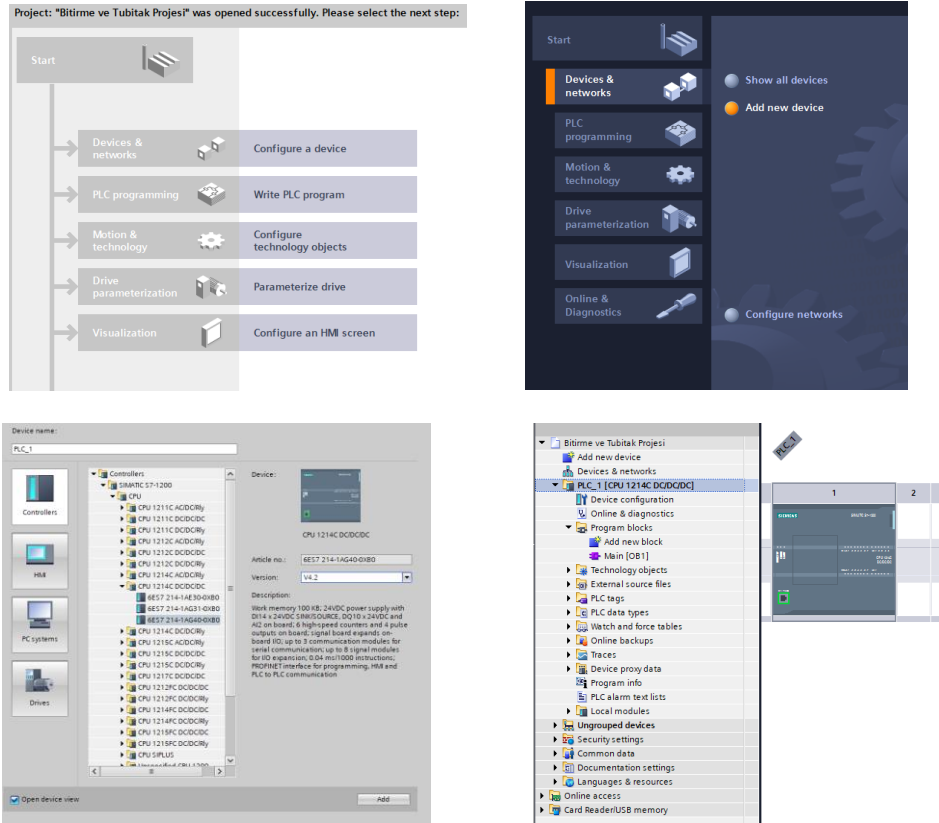 Project: "Bitirme ve Tubitak Projesi" was opened successfully. Please select the next step:
Start
Devices &
networks
Configure a device
PLC programming
Write PLC program
Motion &
technology
Configure
technology objects
Drive
parameterization
Parameterize drive
Visualization
Configure an HMI screen
Start
Devices &
networks
PLC
programming
Motion &
technology
Drive
parameterization
Visualization
Online &
Diagnostics
Show all devices
Add new device
Configure networks
Device name:
PLC_1
Controllers
HMI
PC systems
Drives
Controllers
SIMATIC S7-1200
CPU
CPU 1211C AC/DC/Rly
CPU 1211C DC/DC/DC
CPU 1211C DC/DC/Rly
CPU 1212C AC/DC/Rly
CPU 1212C DC/DC/DC
CPU 1212C DC/DC/Rly
CPU 1214C AC/DC/Rly
CPU 1214C DC/DC/DC
6ES7 214-1AE30-0XB0
6ES7 214-1AG31-0XB0
6ES7 214-1AG40-0XB0
CPU 1214C DC/DC/Rly
CPU 1215C AC/DC/Rly
CPU 1215C DC/DC/DC
CPU 1215C DC/DC/Rly
CPU 1217C DC/DC/DC
CPU 1212FC DC/DC/DC
CPU 1212FC DC/DC/Rly
CPU 1214FC DC/DC/DC
CPU 1214FC DC/DC/Rly
CPU 1215FC DC/DC/DC
CPU 1215FC DC/DC/Rly
CPU SIPLUS
Unspecified CPU 1200
Device:
CPU 1214C DC/DC/DC
Article no.:
6ES7 214-1AG40-0XB0
Version:
V4.2
Description:
Work memory 100 KB; 24VDC power supply with
DI14 x 24VDC SINK/SOURCE, DQ10 x 24VDC and
AI2 on board; 6 high-speed counters and 4 pulse
outputs on board; signal board expands on-
board I/O; up to 3 communication modules for
serial communication; up to 8 signal modules
for I/O expansion; 0.04 ms/1000 instructions;
PROFINET interface for programming, HMI and
PLC to PLC communication
Open device view
Add
Bitirme ve Tubitak Projesi
Add new device
Devices & networks
PLC_1 [CPU 1214C DC/DC/DC]
Device configuration
Online & diagnostics
Program blocks
Add new block
Main [OB1]
Technology objects
External source files
PLC tags
PLC data types
Watch and force tables
Online backups
Traces
Device proxy data
Program info
PLC alarm text lists
Local modules
Ungrouped devices
Security settings
Common data
Documentation settings
Languages & resources
Online access
Card Reader/USB memory
PLC_1
1
2
SIEMENS